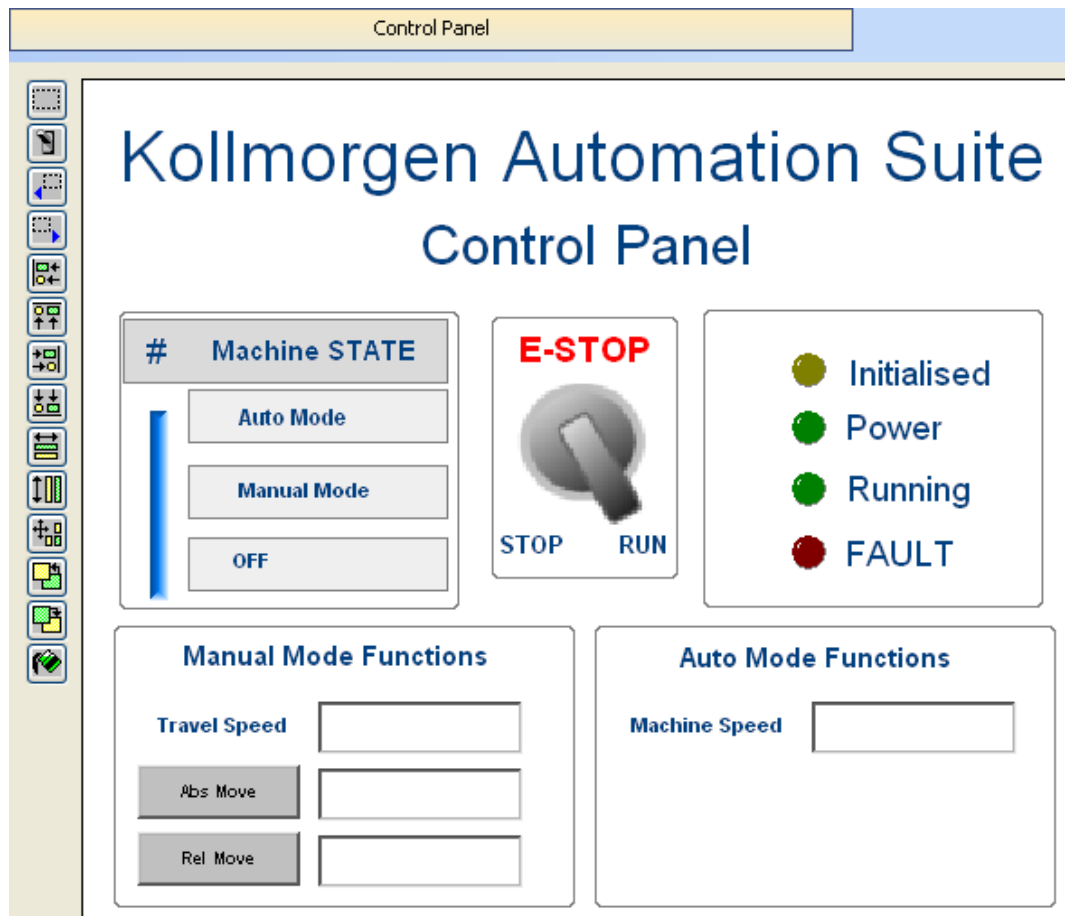 Control Panel
Kollmorgen Automation Suite
Control Panel
# Machine STATE
Auto Mode
Manual Mode
OFF
E-STOP
STOP RUN
Initialised
Power
Running
FAULT
Manual Mode Functions
Travel Speed
Abs Move
Rel Move
Auto Mode Functions
Machine Speed